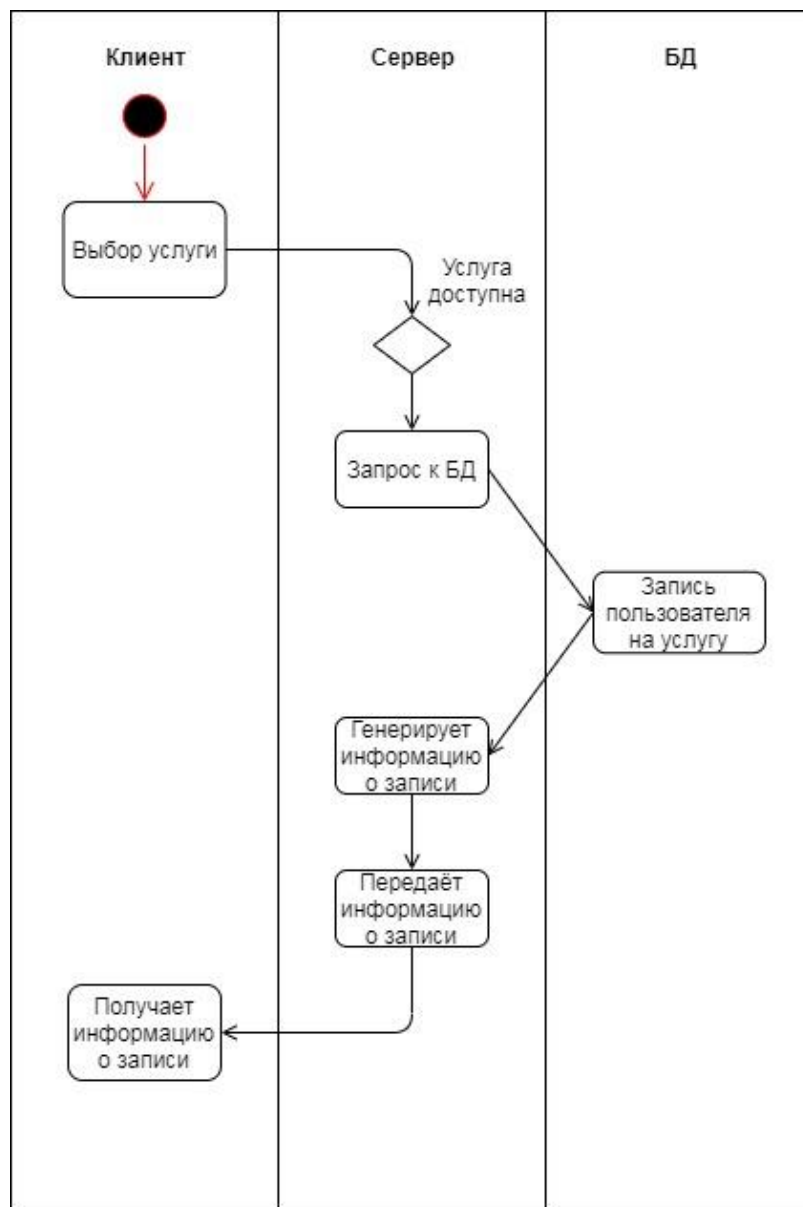 Клиент
Сервер
БД
Выбор услуги
Услуга
доступна
Запрос к БД
Запись
пользователя
на услугу
Генерирует
информацию
о записи
Передаёт
информацию
о записи
Получает
информацию
о записи